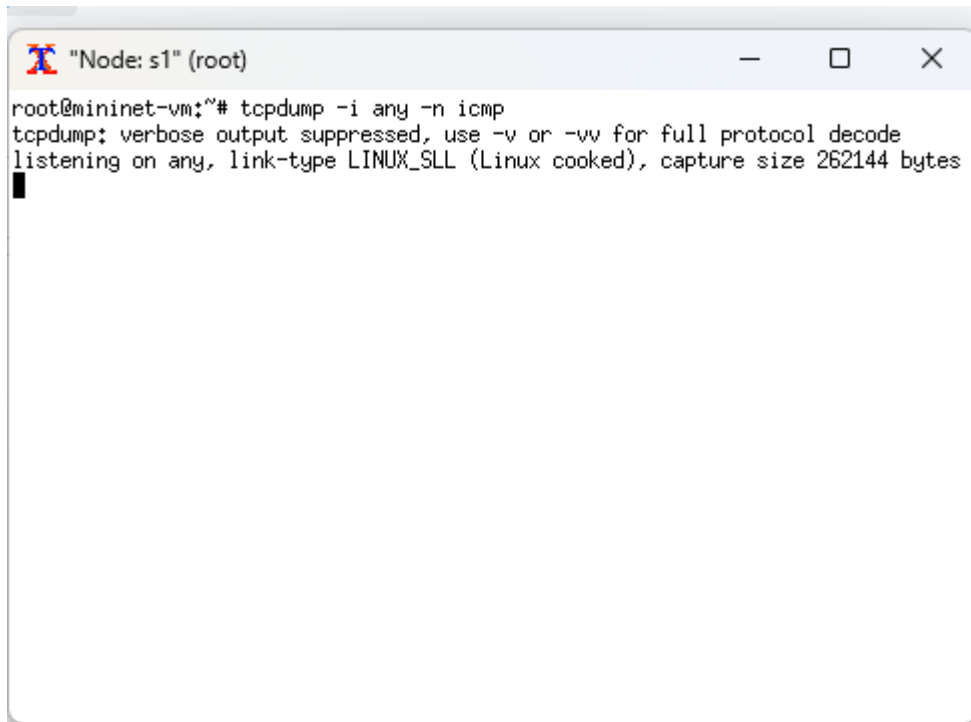 "Node: s1" (root)
root@mininet-vm:~# tcpdump -i any -n icmp
tcpdump: verbose output suppressed, use -v or -vv for full protocol decode
listening on any, link-type LINUX_SLL (Linux cooked), capture size 262144 bytes